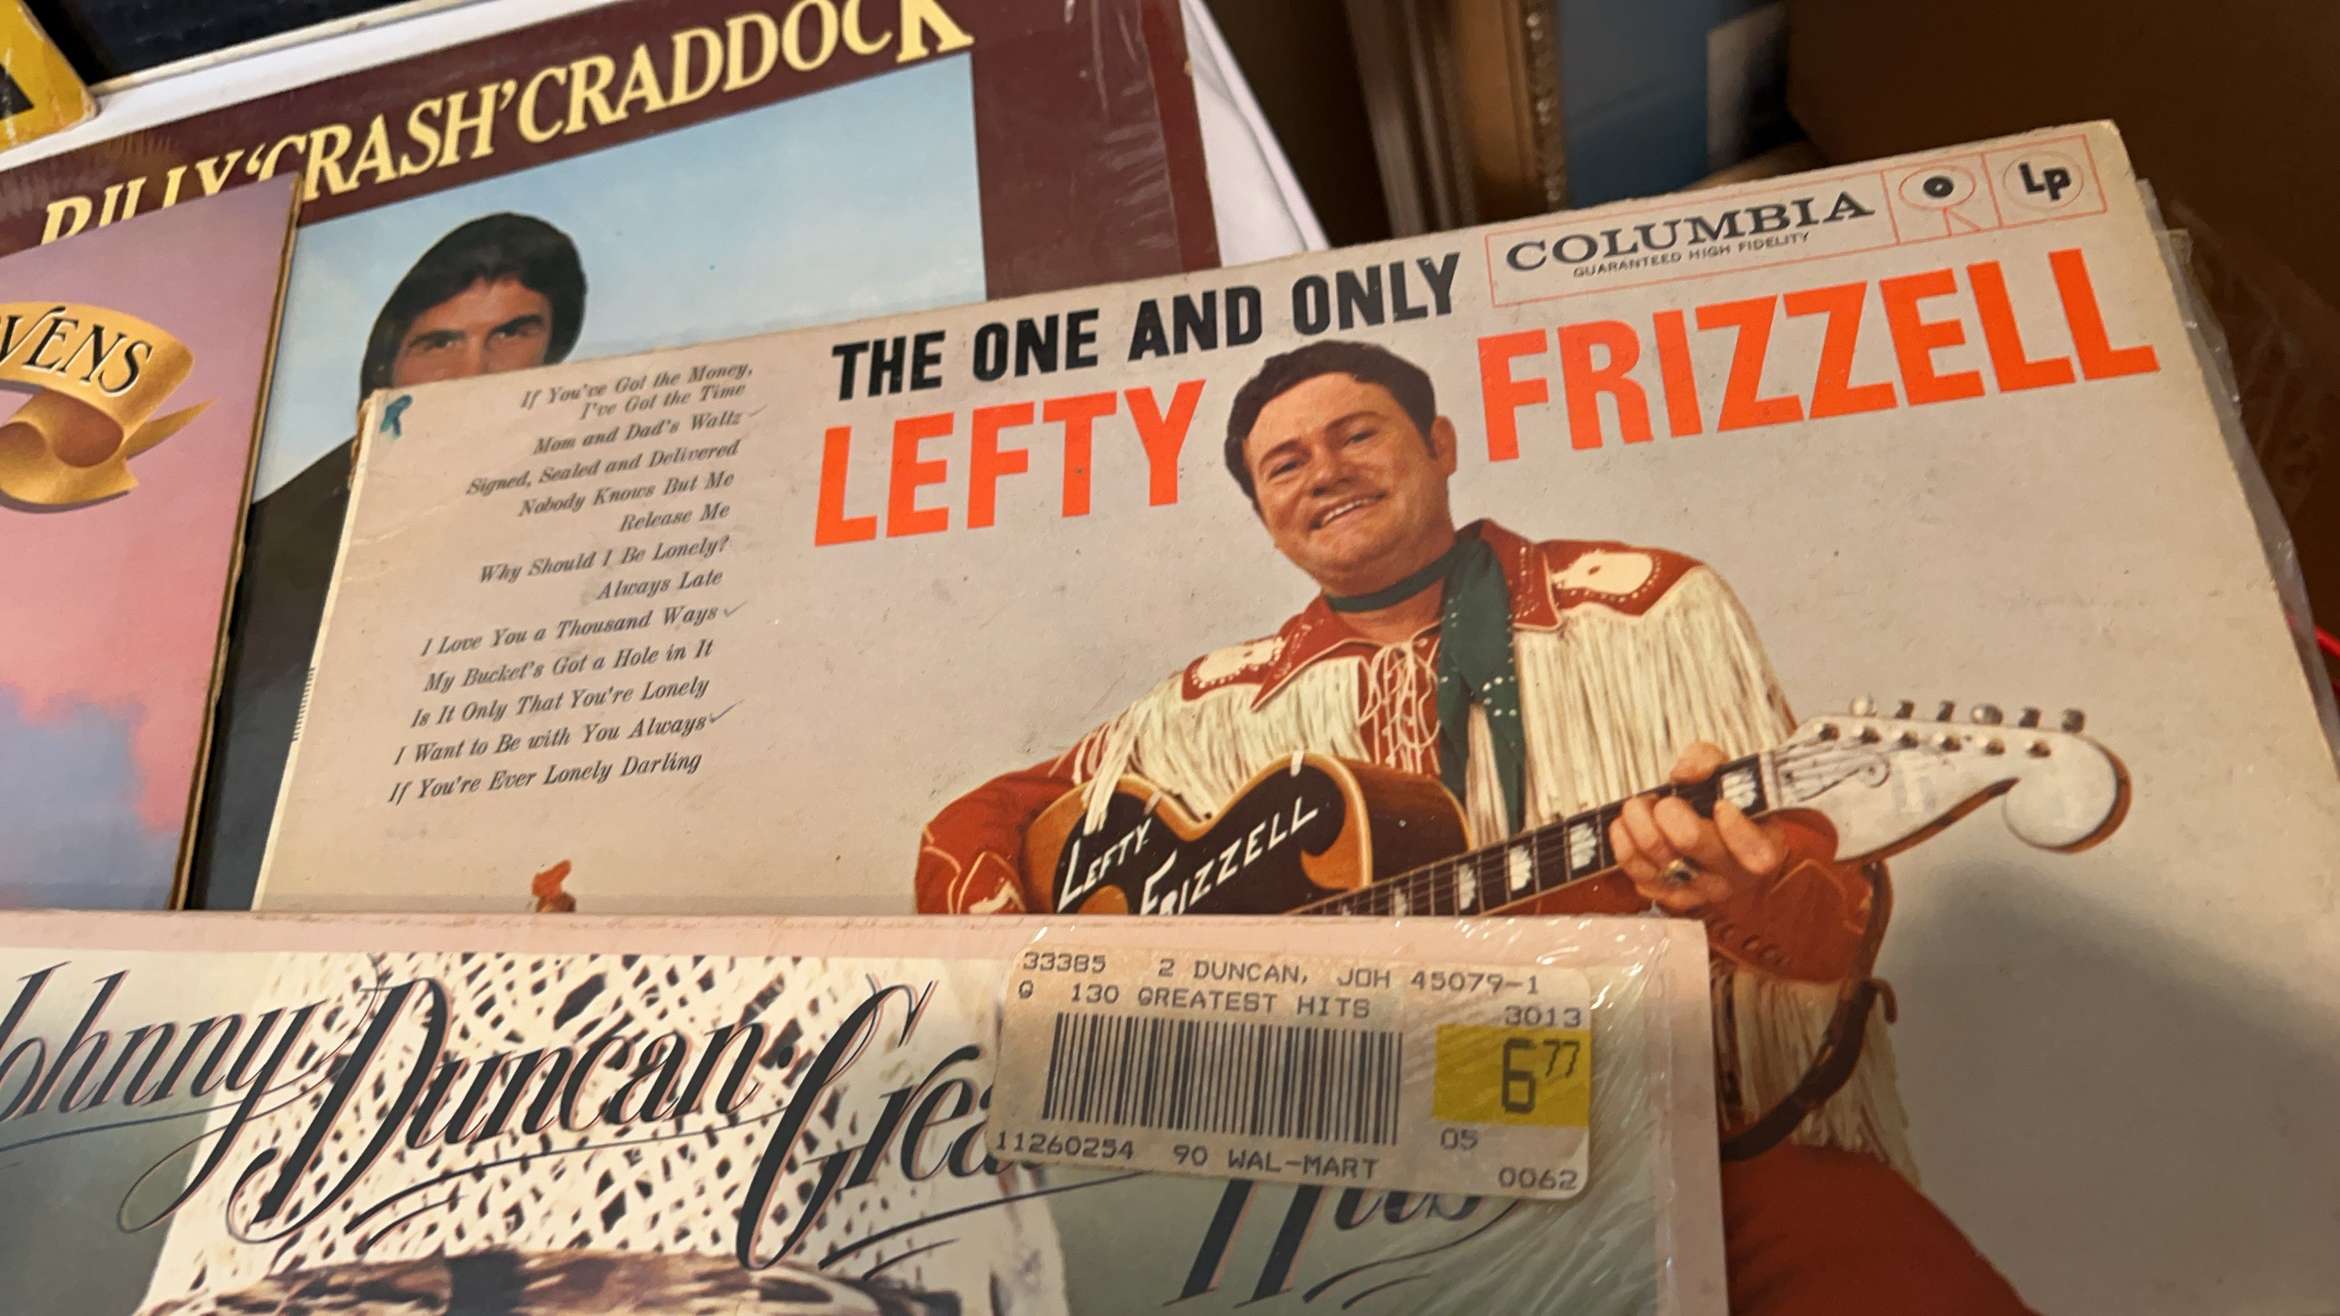 BILLY 'CRASH' CRADDOCK
VENS
COLUMBIA
GUARANTEED HIGH FIDELITY
LP
THE ONE AND ONLY
LEFTY FRIZZELL
If You've Got the Money,
I've Got the Time
Mom and Dad's Waltz
Signed, Sealed and Delivered
Nobody Knows But Me
Release Me
Why Should I Be Lonely?
Always Late
I Love You a Thousand Ways
My Bucket's Got a Hole in It
Is It Only That You're Lonely
I Want to Be with You Always
If You're Ever Lonely Darling
LEFTY
FRIZZELL
Johnny Duncan Grea Hits
33385 2 DUNCAN, JOH 45079-1
G 130 GREATEST HITS
3013
6 77
05
11260254 90 WAL-MART
0062